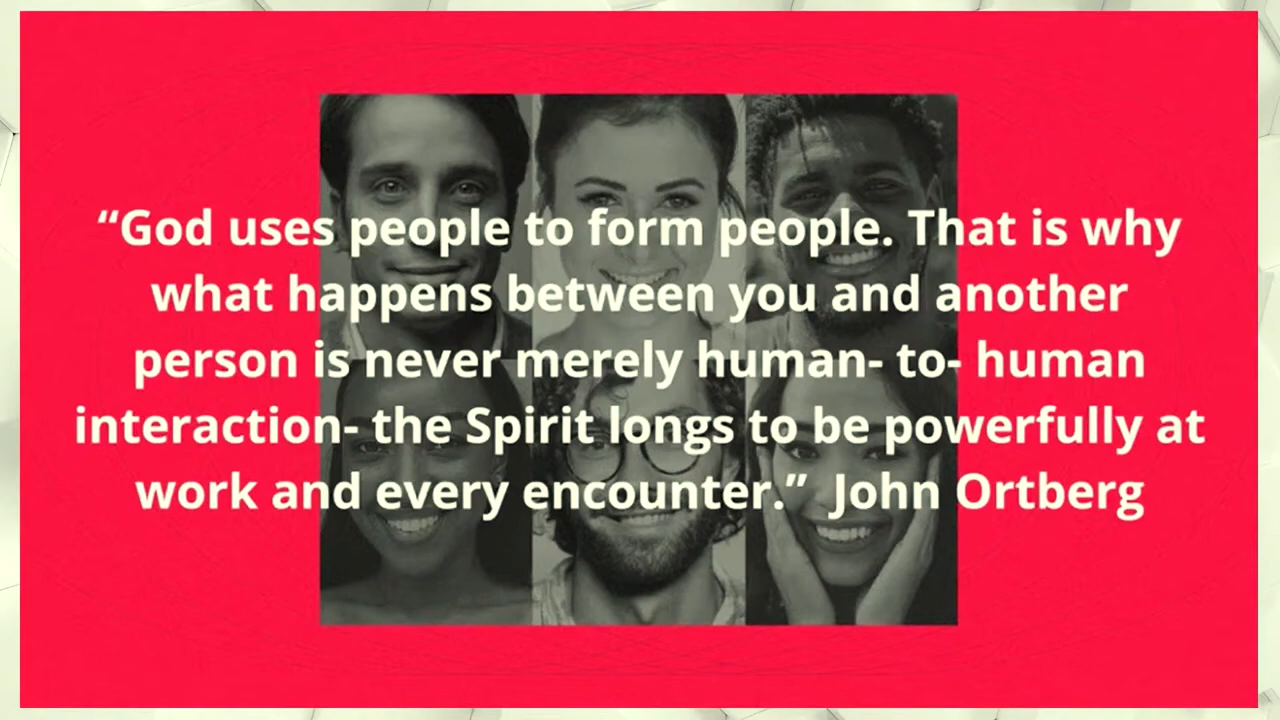 “God uses people to form people. That is why
what happens between you and another
person is never merely human- to- human
interaction- the Spirit longs to be powerfully at
work and every encounter.” John Ortberg